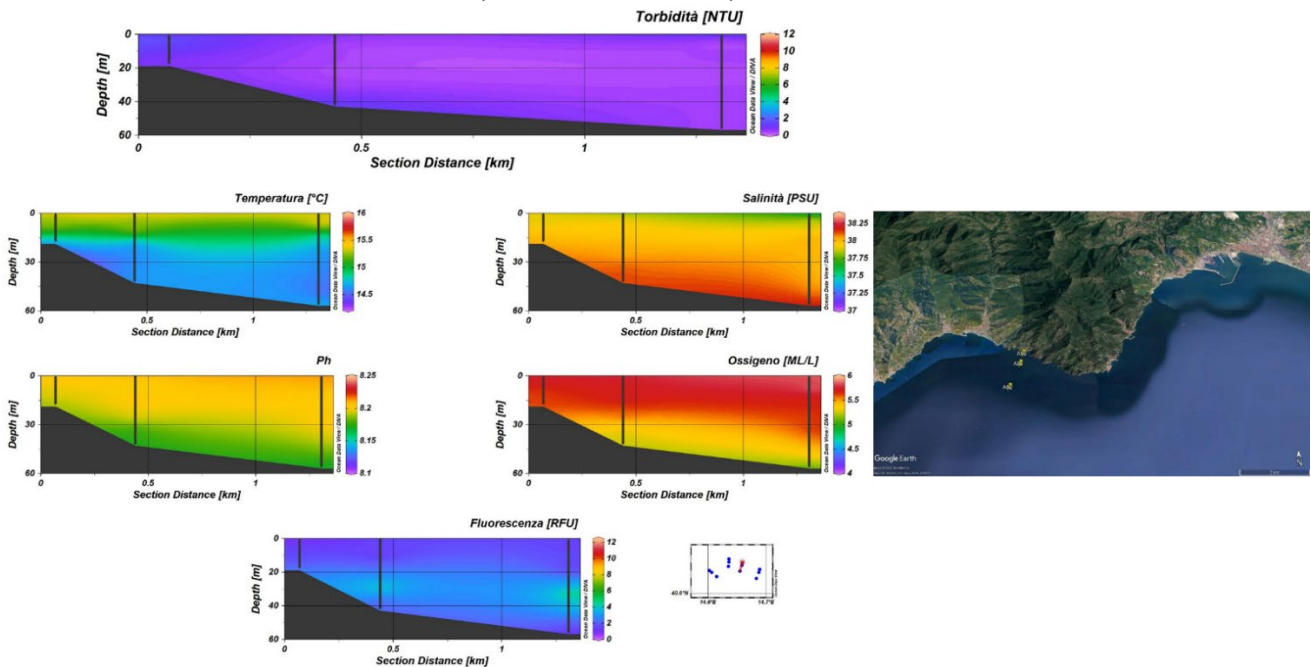 Torbidità [NTU]
0
20
40
60
Depth [m]
0
0.5
1
Section Distance [km]
12
10
8
6
4
2
0
Ocean Data View / DIVA
Temperatura [°C]
0
30
60
Depth [m]
0
0.5
1
Section Distance [km]
16
15.5
15
14.5
Ocean Data View / DIVA
Salinità [PSU]
0
30
60
Depth [m]
0
0.5
1
Section Distance [km]
38.25
38
37.75
37.5
37.25
37
Ocean Data View / DIVA
Google Earth
N
Ph
0
30
60
Depth [m]
0
0.5
1
Section Distance [km]
8.25
8.2
8.15
8.1
Ocean Data View / DIVA
Ossigeno [ML/L]
0
30
60
Depth [m]
0
0.5
1
Section Distance [km]
6
5.5
5
4.5
4
Ocean Data View / DIVA
Fluorescenza [RFU]
0
20
40
60
Depth [m]
0
0.5
1
Section Distance [km]
12
10
8
6
4
2
0
Ocean Data View / DIVA
40.6°N
14.6°E
14.7°E